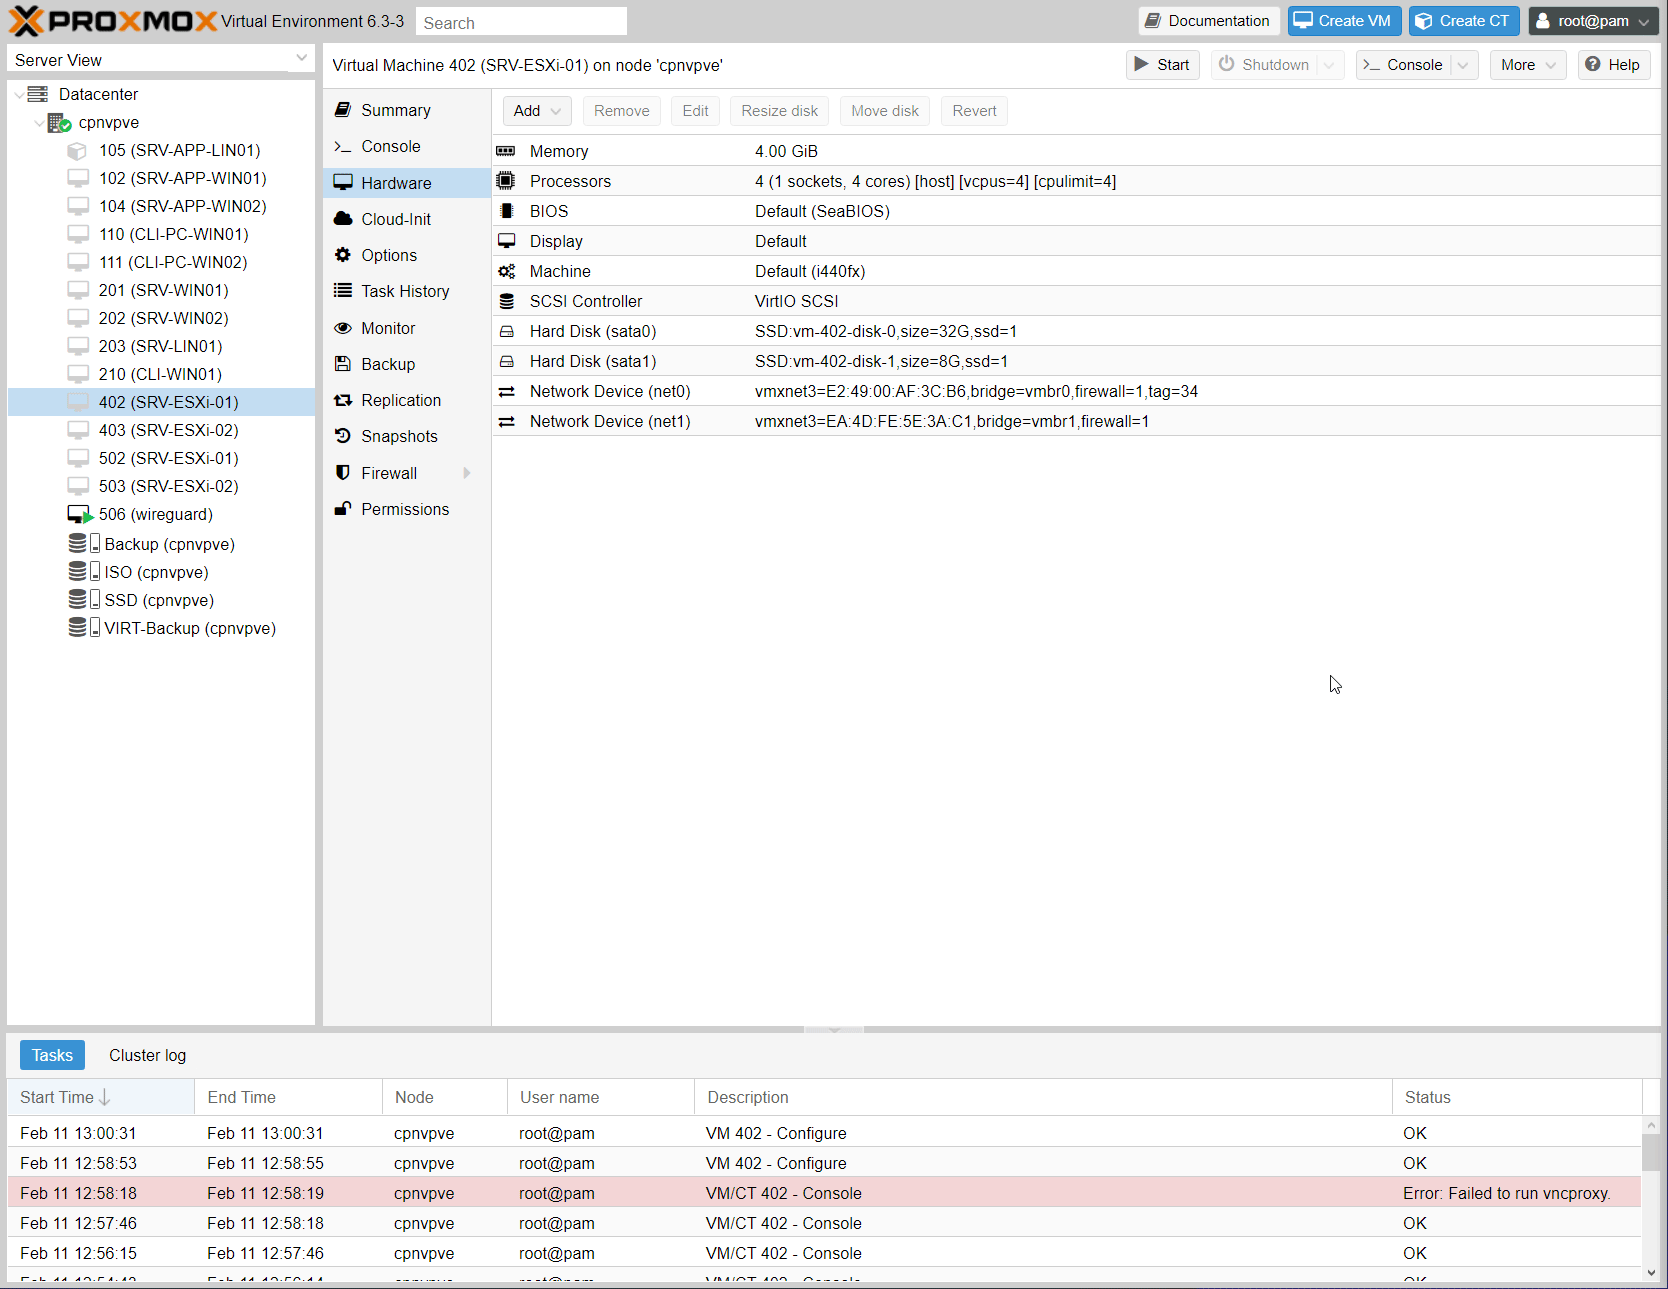 PROXMOX Virtual Environment 6.3-3 Search Documentation Create VM Create CT root@pam
Server View
Virtual Machine 402 (SRV-ESXi-01) on node 'cpnvpve' Start Shutdown Console More Help
Datacenter
cpnvpve
105 (SRV-APP-LIN01)
102 (SRV-APP-WIN01)
104 (SRV-APP-WIN02)
110 (CLI-PC-WIN01)
111 (CLI-PC-WIN02)
201 (SRV-WIN01)
202 (SRV-WIN02)
203 (SRV-LIN01)
210 (CLI-WIN01)
402 (SRV-ESXi-01)
403 (SRV-ESXi-02)
502 (SRV-ESXi-01)
503 (SRV-ESXi-02)
506 (wireguard)
Backup (cpnvpve)
ISO (cpnvpve)
SSD (cpnvpve)
VIRT-Backup (cpnvpve)
Summary
Console
Hardware
Cloud-Init
Options
Task History
Monitor
Backup
Replication
Snapshots
Firewall
Permissions
Add Remove Edit Resize disk Move disk Revert
Memory 4.00 GiB
Processors 4 (1 sockets, 4 cores) [host] [vcpus=4] [cpulimit=4]
BIOS Default (SeaBIOS)
Display Default
Machine Default (i440fx)
SCSI Controller VirtIO SCSI
Hard Disk (sata0) SSD:vm-402-disk-0,size=32G,ssd=1
Hard Disk (sata1) SSD:vm-402-disk-1,size=8G,ssd=1
Network Device (net0) vmxnet3=E2:49:00:AF:3C:B6,bridge=vmbr0,firewall=1,tag=34
Network Device (net1) vmxnet3=EA:4D:FE:5E:3A:C1,bridge=vmbr1,firewall=1
Tasks Cluster log
Start Time End Time Node User name Description Status
Feb 11 13:00:31 Feb 11 13:00:31 cpnvpve root@pam VM 402 - Configure OK
Feb 11 12:58:53 Feb 11 12:58:55 cpnvpve root@pam VM 402 - Configure OK
Feb 11 12:58:18 Feb 11 12:58:19 cpnvpve root@pam VM/CT 402 - Console Error: Failed to run vncproxy.
Feb 11 12:57:46 Feb 11 12:58:18 cpnvpve root@pam VM/CT 402 - Console OK
Feb 11 12:56:15 Feb 11 12:57:46 cpnvpve root@pam VM/CT 402 - Console OK